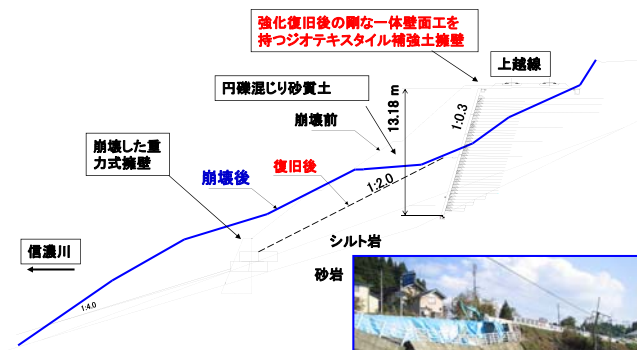 強化復旧後の剛な一体壁面工を
持つジオテキスタイル補強土擁壁
上越線
円礫混じり砂質土
13.18 m
1:0.3
崩壊前
崩壊した重
力式擁壁
崩壊後
復旧後
1:2.0
シルト岩
信濃川
砂岩
1:4.0